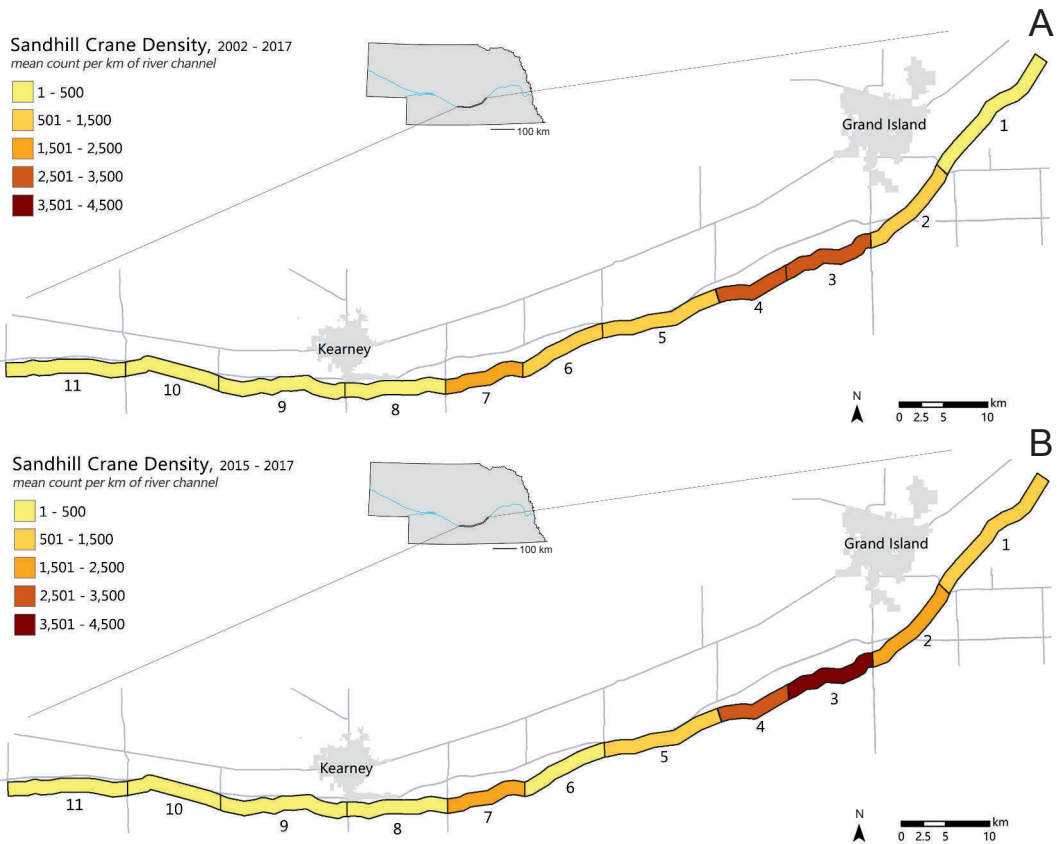 A
Sandhill Crane Density, 2002 - 2017
mean count per km of river channel
1 - 500
501 - 1,500
1,501 - 2,500
2,501 - 3,500
3,501 - 4,500
100 km
Grand Island
1
2
3
4
5
6
Kearney
7
8
9
10
11
N
km
0 2.5 5 10
B
Sandhill Crane Density, 2015 - 2017
mean count per km of river channel
1 - 500
501 - 1,500
1,501 - 2,500
2,501 - 3,500
3,501 - 4,500
100 km
Grand Island
1
2
3
4
5
6
Kearney
7
8
9
10
11
N
km
0 2.5 5 10